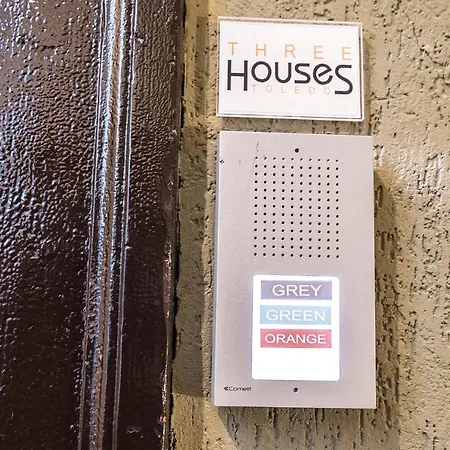 THREE
HOUSES
TOLEDO
GREY
GREEN
ORANGE
Comelit